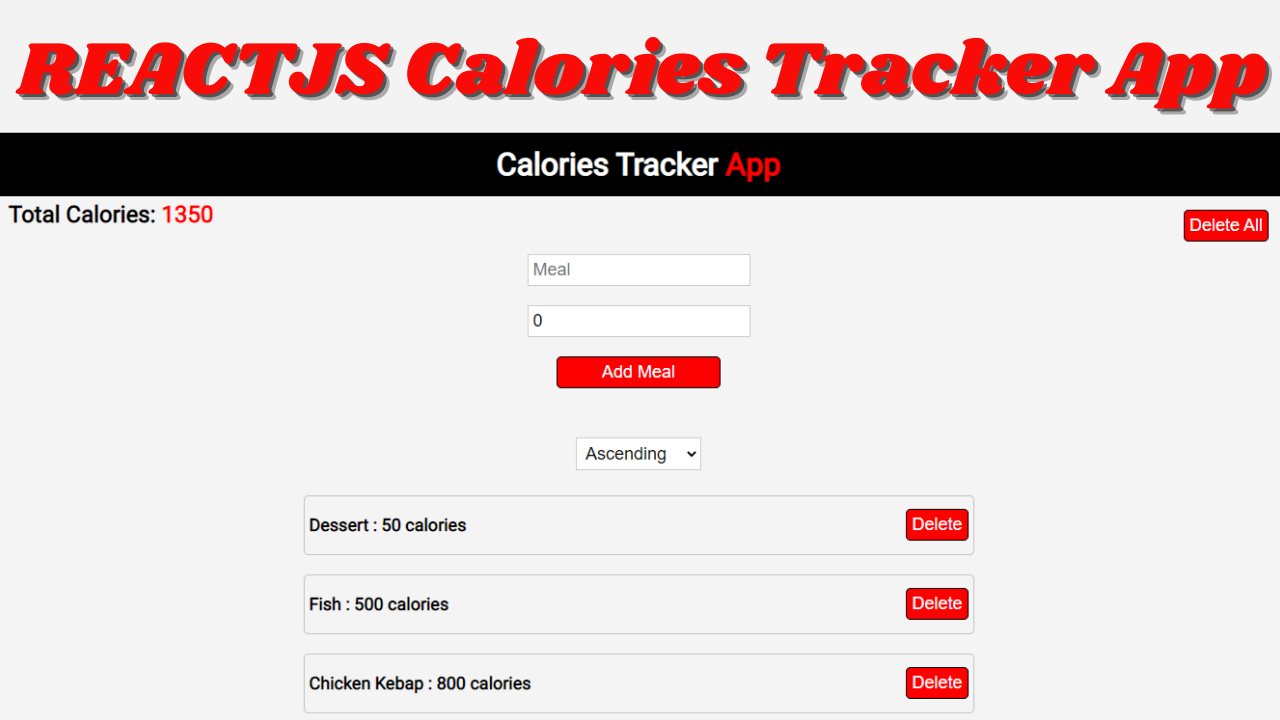 REACTJS Calories Tracker App
Calories Tracker App
Total Calories: 1350
Delete All
Meal
0
Add Meal
Ascending
Dessert : 50 calories
Delete
Fish : 500 calories
Delete
Chicken Kebap : 800 calories
Delete